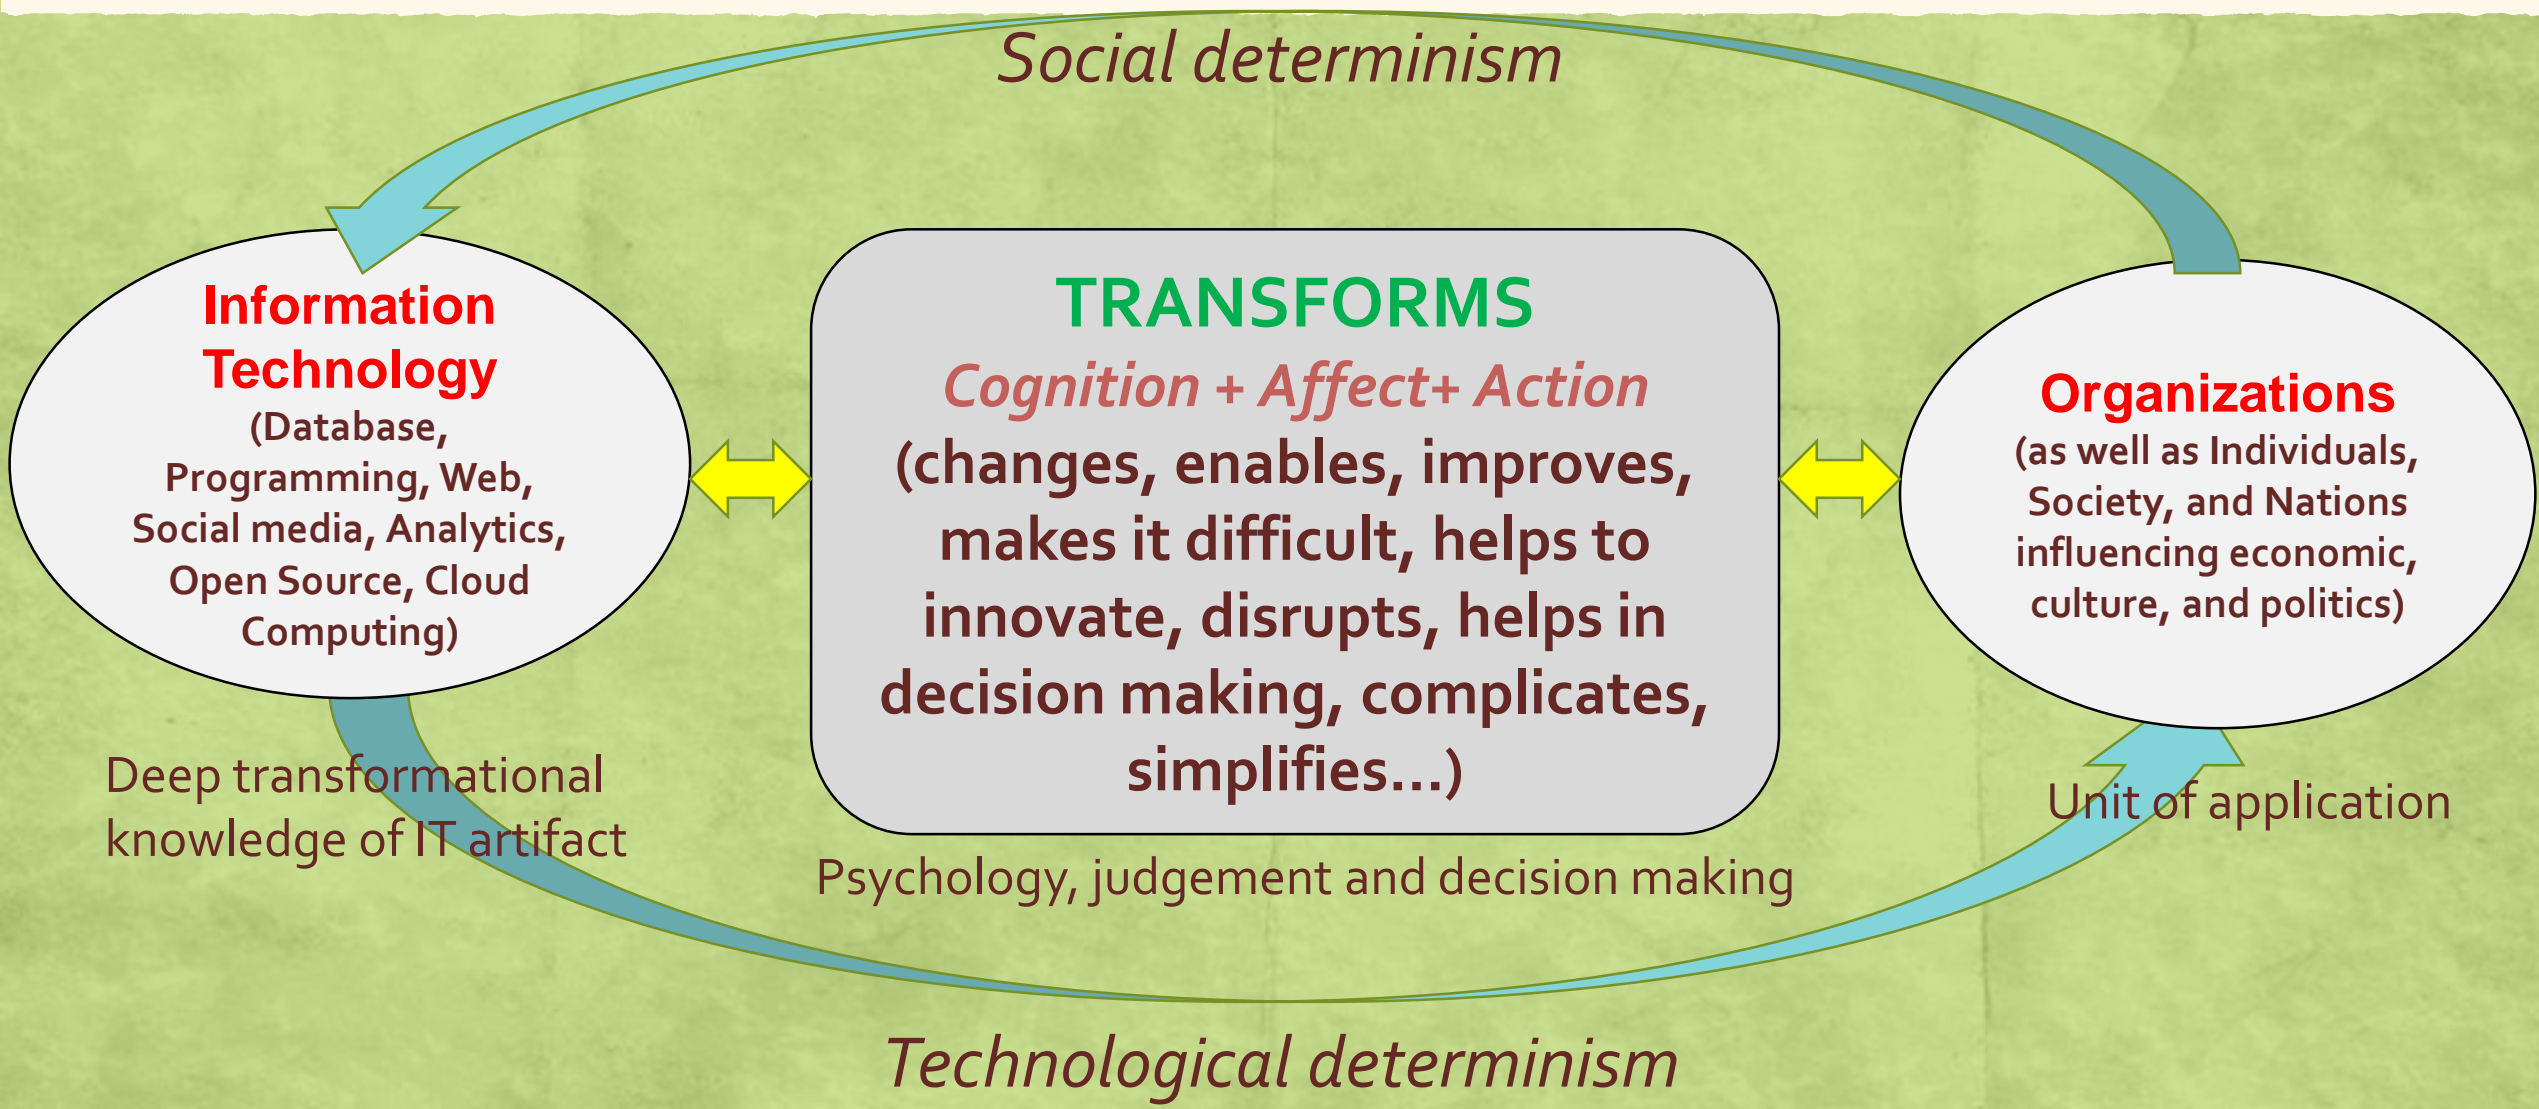 Social determinism
Information
Technology
(Database,
Programming, Web,
Social media, Analytics,
Open Source, Cloud
Computing)
TRANSFORMS
Cognition + Affect+ Action
(changes, enables, improves,
makes it difficult, helps to
innovate, disrupts, helps in
decision making, complicates,
simplifies...)
Organizations
(as well as Individuals,
Society, and Nations
influencing economic,
culture, and politics)
Deep transformational
knowledge of IT artifact
Psychology, judgement and decision making
Unit of application
Technological determinism